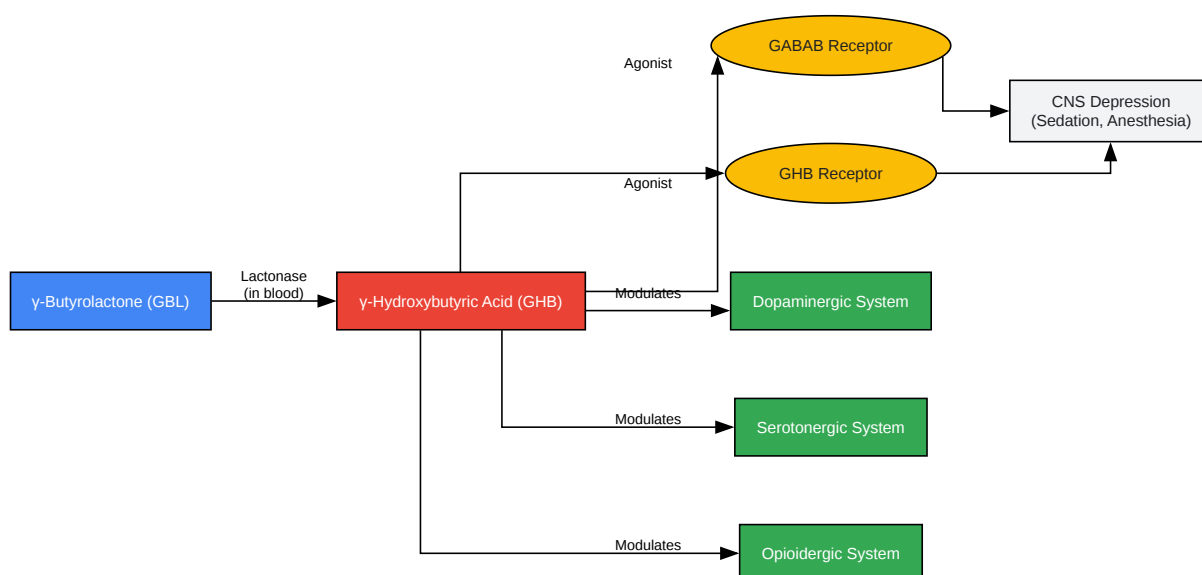 GABAB Receptor
Agonist
CNS Depression
(Sedation, Anesthesia)
GHB Receptor
Agonist
Lactonase
(in blood)
γ-Butyrolactone (GBL)
γ-Hydroxybutyric Acid (GHB)
Modulates
Dopaminergic System
Modulates
Serotonergic System
Modulates
Opioidergic System